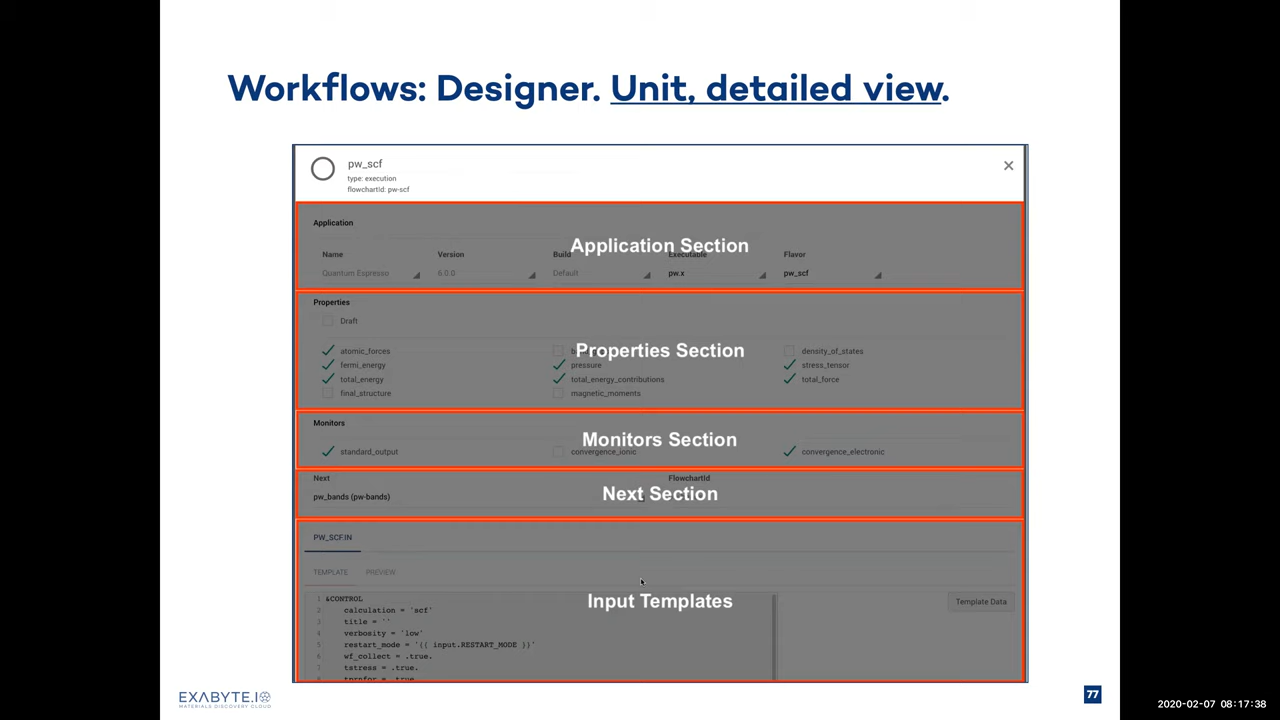 Workflows: Designer. Unit, detailed view.
pw_scf
type: execution
flowchartId: pw-scf
Application
Application Section
Name Version Build Executable Flavor
Quantum Espresso 6.0.0 Default pw.x pw_scf
Properties
Draft
Properties Section
atomic_forces density_of_states
fermi_energy pressure stress_tensor
total_energy total_energy_contributions total_force
final_structure magnetic_moments
Monitors
Monitors Section
standard_output convergence_ionic convergence_electronic
Next FlowchartId
Next Section
pw_bands (pw-bands)
PW_SCF.IN
TEMPLATE PREVIEW
Input Templates
Template Data
1 &CONTROL
2 calculation = 'scf'
3 title = ''
4 verbosity = 'low'
5 restart_mode = '{{ input.RESTART_MODE }}'
6 wf_collect = .true.
7 tstress = .true.
EXABYTE.IO
MATERIALS DISCOVERY CLOUD
77
2020-02-07 08:17:38